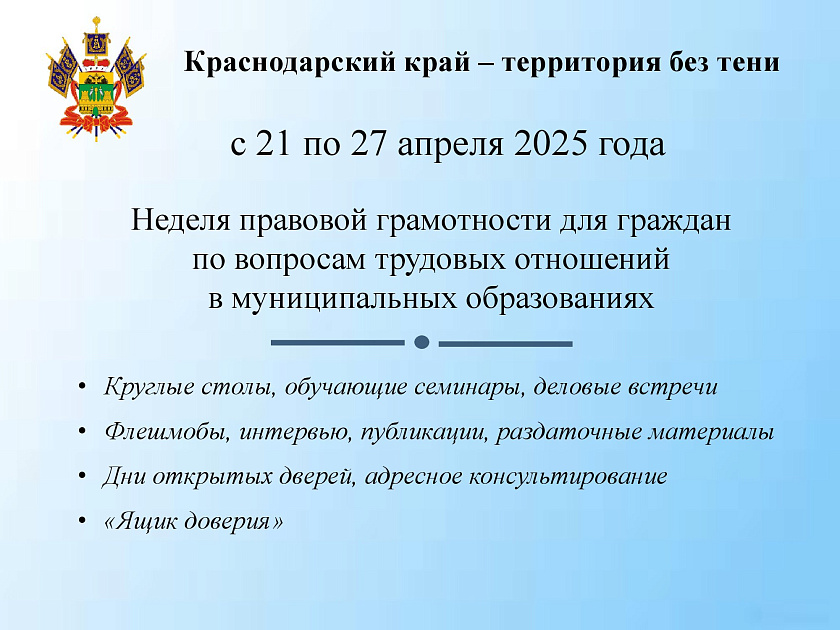 Краснодарский край – территория без тени
с 21 по 27 апреля 2025 года
Неделя правовой грамотности для граждан
по вопросам трудовых отношений
в муниципальных образованиях
• Круглые столы, обучающие семинары, деловые встречи
• Флешмобы, интервью, публикации, раздаточные материалы
• Дни открытых дверей, адресное консультирование
• «Ящик доверия»